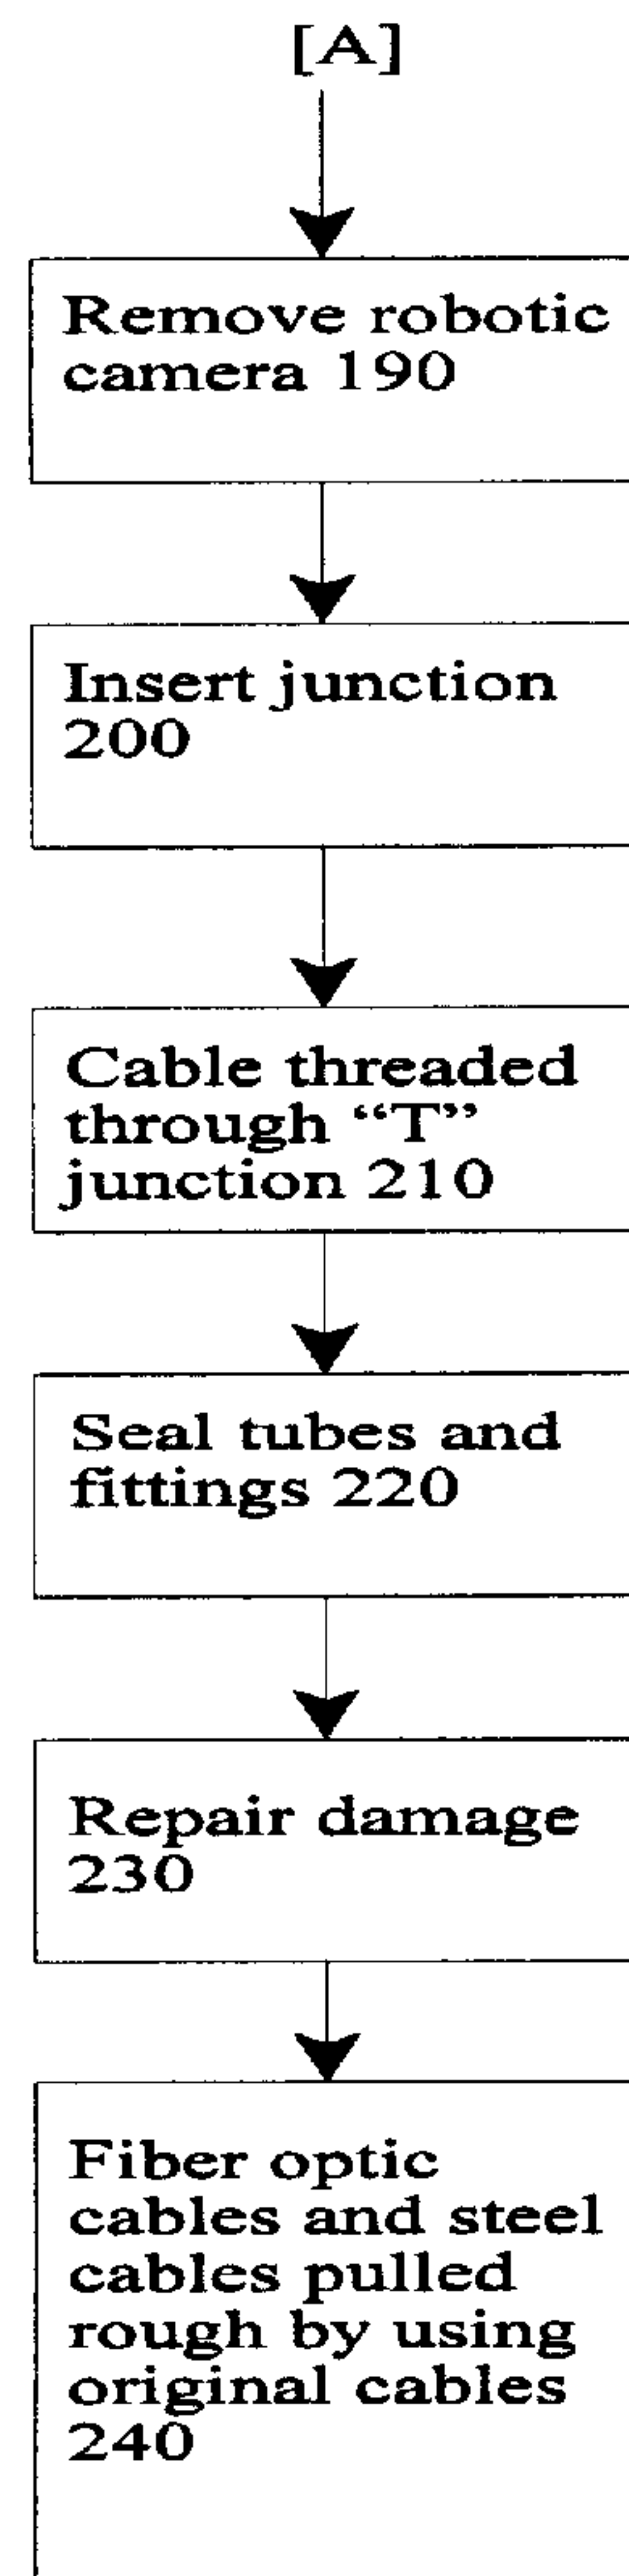 [A]
Remove robotic
camera 190
Insert junction
200
Cable threaded
through “T”
junction 210
Seal tubes and
fittings 220
Repair damage
230
Fiber optic
cables and steel
cables pulled
rough by using
original cables
240